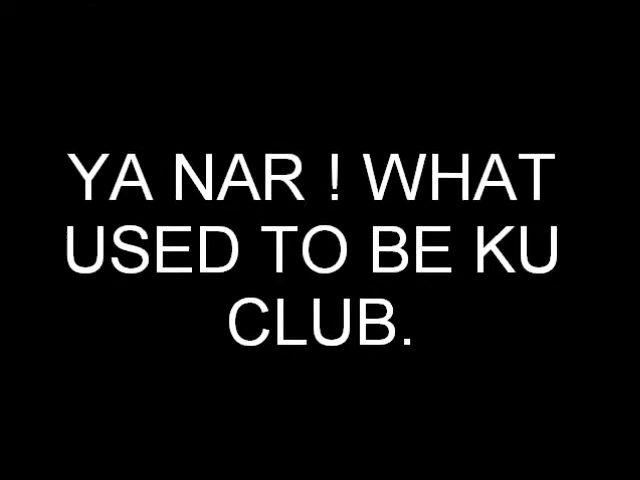 YA NAR ! WHAT
USED TO BE KU
CLUB.